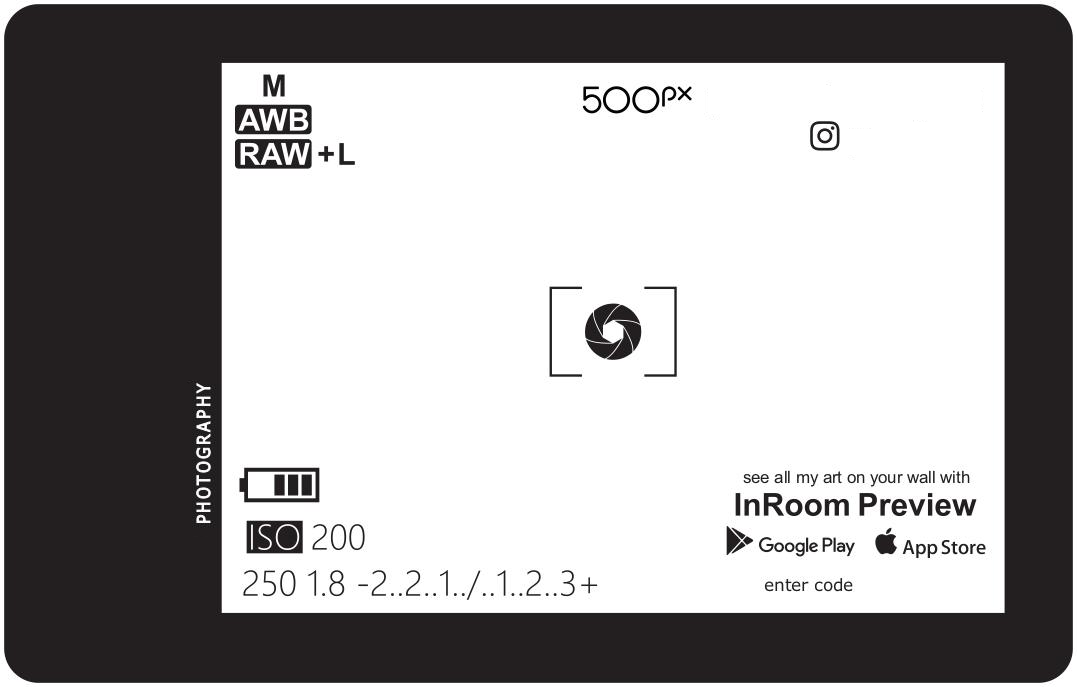 M
AWB
RAW +L
500px
PHOTOGRAPHY
ISO 200
250 1.8 -2..2..1../..1..2..3+
see all my art on your wall with
InRoom Preview
Google Play App Store
enter code